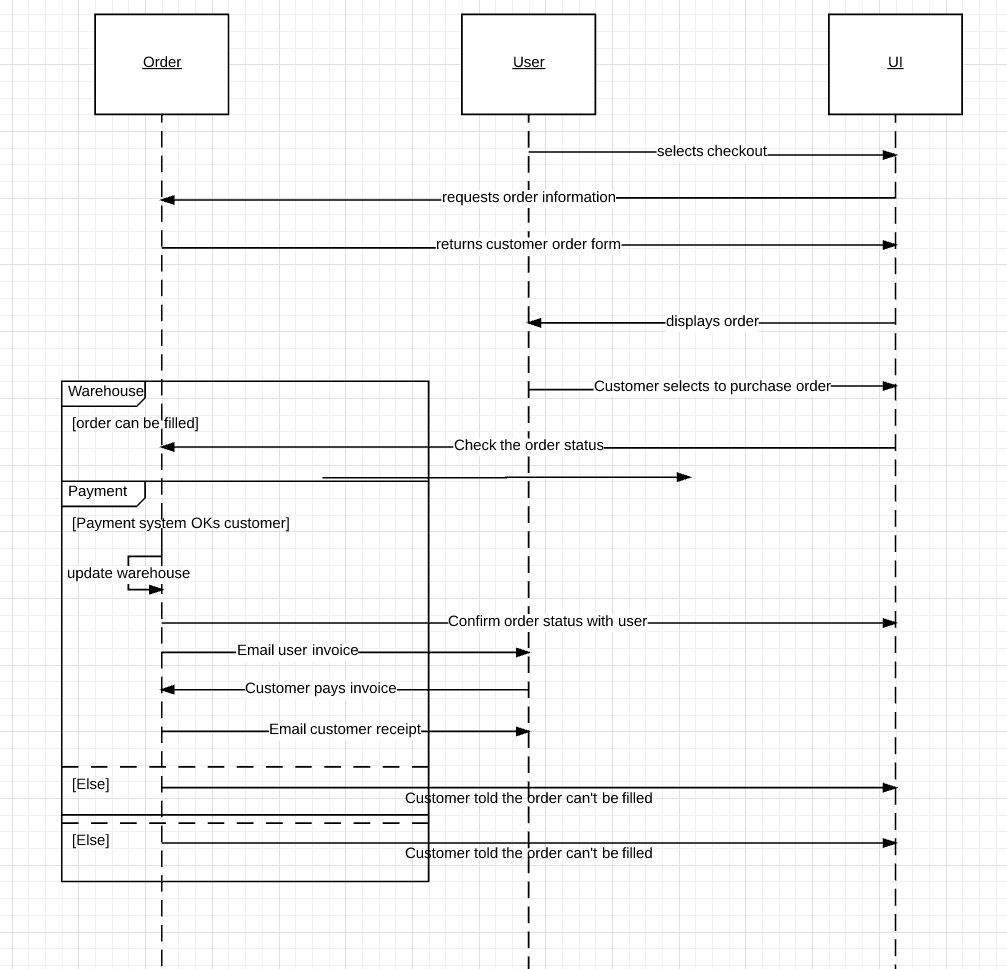 Order
User
UI
selects checkout
requests order information
returns customer order form
displays order
Customer selects to purchase order
Warehouse
[order can be filled]
Check the order status
Payment
[Payment system OKs customer]
update warehouse
Confirm order status with user
Email user invoice
Customer pays invoice
Email customer receipt
[Else]
Customer told the order can't be filled
[Else]
Customer told the order can't be filled